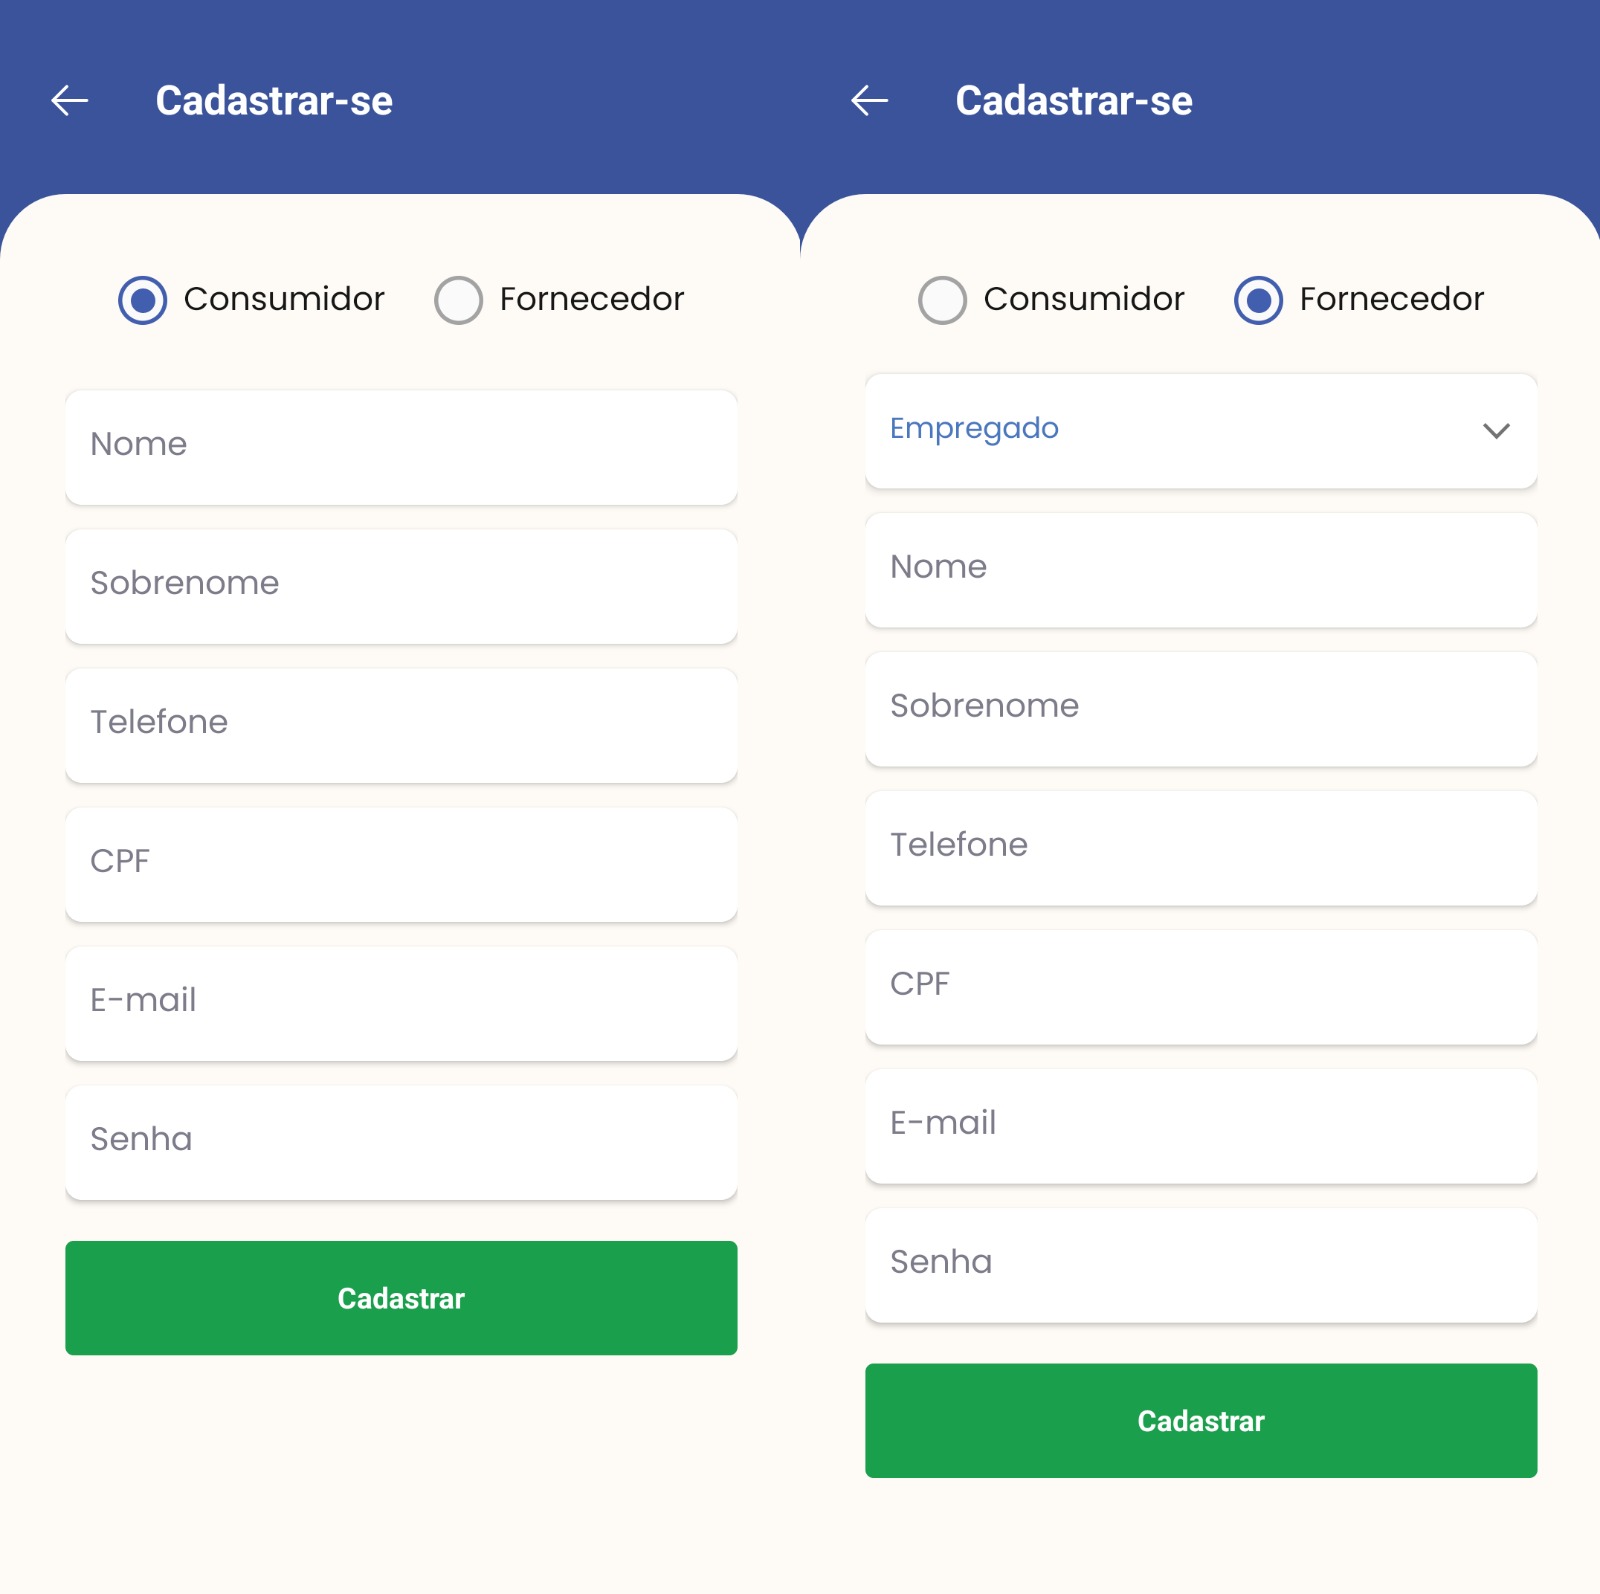 Cadastrar-se
Consumidor
Fornecedor
Nome
Sobrenome
Telefone
CPF
E-mail
Senha
Cadastrar
Cadastrar-se
Consumidor
Fornecedor
Empregado
Nome
Sobrenome
Telefone
CPF
E-mail
Senha
Cadastrar